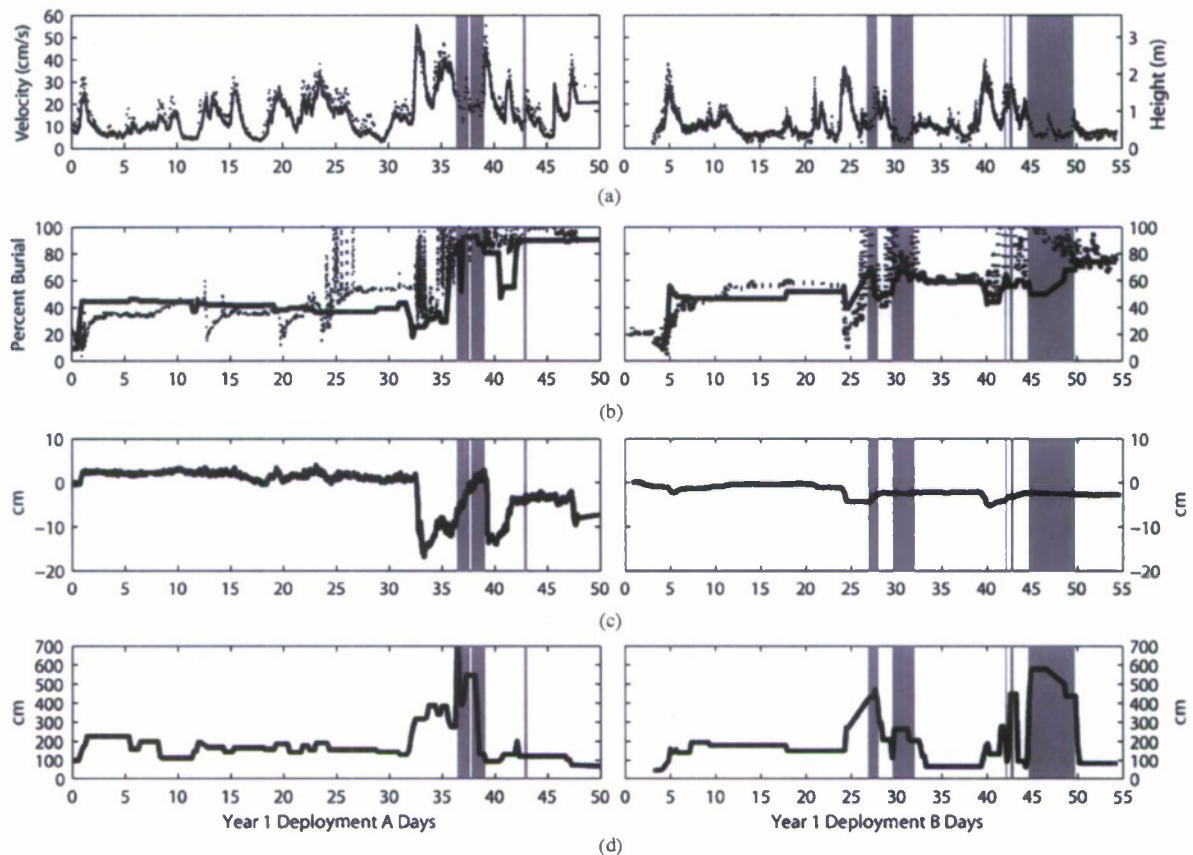 60
50
40
30
20
10
0
Velocity (cm/s)
0 5 10 15 20 25 30 35 40 45 50
0 5 10 15 20 25 30 35 40 45 50 55
3
2
1
0
Height (m)
(a)
100
80
60
40
20
0
Percent Burial
0 5 10 15 20 25 30 35 40 45 50
0 5 10 15 20 25 30 35 40 45 50 55
100
80
60
40
20
0
(b)
10
0
−10
−20
cm
0 5 10 15 20 25 30 35 40 45 50
0 5 10 15 20 25 30 35 40 45 50 55
10
0
−10
−20
cm
(c)
700
600
500
400
300
200
100
0
cm
0 5 10 15 20 25 30 35 40 45 50
Year 1 Deployment A Days
0 5 10 15 20 25 30 35 40 45 50 55
Year 1 Deployment B Days
700
600
500
400
300
200
100
0
cm
(d)